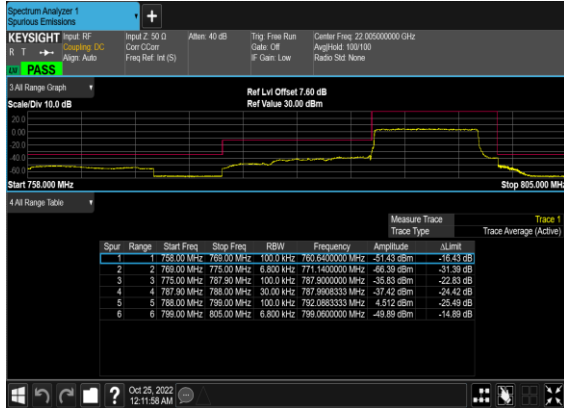 Spectrum Analyzer 1
Spurious Emissions
+
KEYSIGHT Input: RF Input Z: 50 Ω Atten: 40 dB Trig: Free Run Center Freq: 22.005000000 GHz
R T Coupling: DC Corr CCorr Gate: Off Avg|Hold: 100/100
Align: Auto Freq Ref: Int (S) IF Gain: Low Radio Std: None
PASS
3 All Range Graph Ref Lvl Offset 7.60 dB
Scale/Div 10.0 dB Ref Value 30.00 dBm
20.0
0.00
-20.0
-40.0
-60.0
Start 758.000 MHz Stop 805.000 MHz
4 All Range Table
Measure Trace Trace 1
Trace Type Trace Average (Active)
Spur Range Start Freq Stop Freq RBW Frequency Amplitude ΔLimit
1 1 758.00 MHz 769.00 MHz 100.0 kHz 760.6400000 MHz -51.43 dBm -16.43 dB
2 2 769.00 MHz 775.00 MHz 6.800 kHz 771.1400000 MHz -66.39 dBm -31.39 dB
3 3 775.00 MHz 787.90 MHz 100.0 kHz 787.9000000 MHz -35.83 dBm -22.83 dB
4 4 787.90 MHz 788.00 MHz 30.00 kHz 787.9908333 MHz -37.42 dBm -24.42 dB
5 5 788.00 MHz 799.00 MHz 100.0 kHz 792.0883333 MHz 4.512 dBm -25.49 dB
6 6 799.00 MHz 805.00 MHz 6.800 kHz 799.0600000 MHz -49.89 dBm -14.89 dB
? Oct 25, 2022
12:11:58 AM